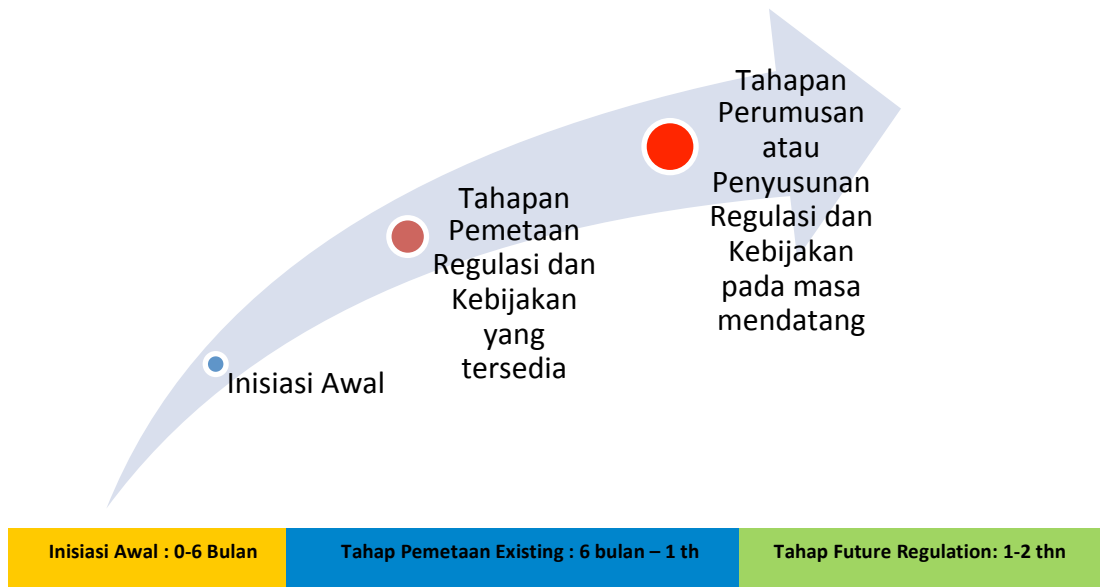 Inisiasi Awal
Tahapan
Pemetaan
Regulasi dan
Kebijakan
yang
tersedia
Tahapan
Perumusan
atau
Penyusunan
Regulasi dan
Kebijakan
pada masa
mendatang
Inisiasi Awal : 0-6 Bulan
Tahap Pemetaan Existing : 6 bulan – 1 th
Tahap Future Regulation: 1-2 thn